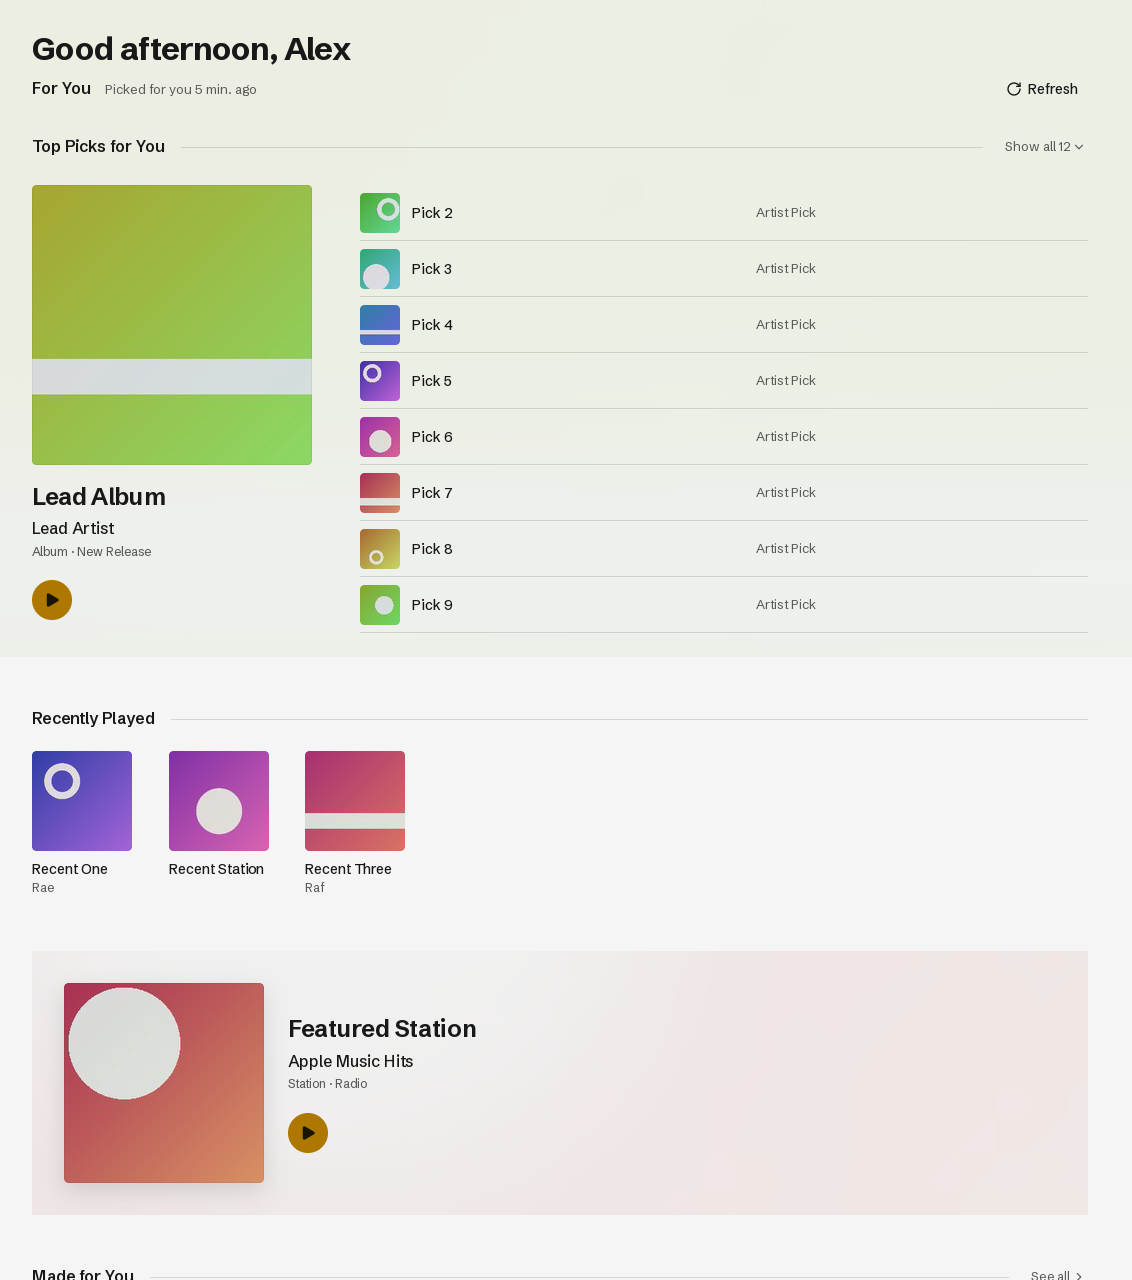 Good afternoon, Alex
For You Picked for you 5 min. ago Refresh
Top Picks for You Show all 12
Pick 2 Artist Pick
Pick 3 Artist Pick
Pick 4 Artist Pick
Pick 5 Artist Pick
Pick 6 Artist Pick
Pick 7 Artist Pick
Pick 8 Artist Pick
Pick 9 Artist Pick
Lead Album
Lead Artist
Album · New Release
Recently Played
Recent One
Rae
Recent Station
Recent Three
Raf
Featured Station
Apple Music Hits
Station · Radio
Made for You See all